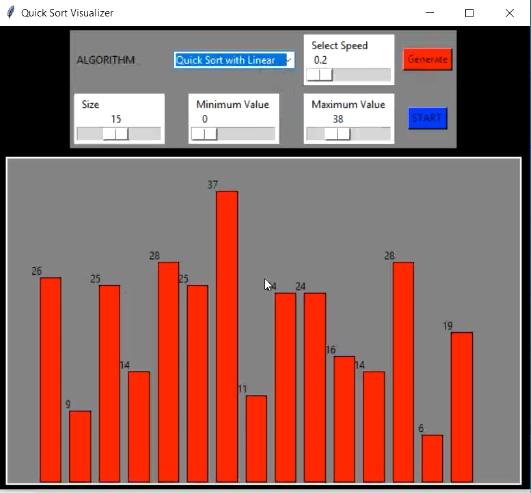 Quick Sort Visualizer
ALGORITHM
Quick Sort with Linear
Select Speed
0.2
Generate
Size
15
Minimum Value
0
Maximum Value
38
START
26
9
25
14
28
25
37
11
24
16
14
28
6
19